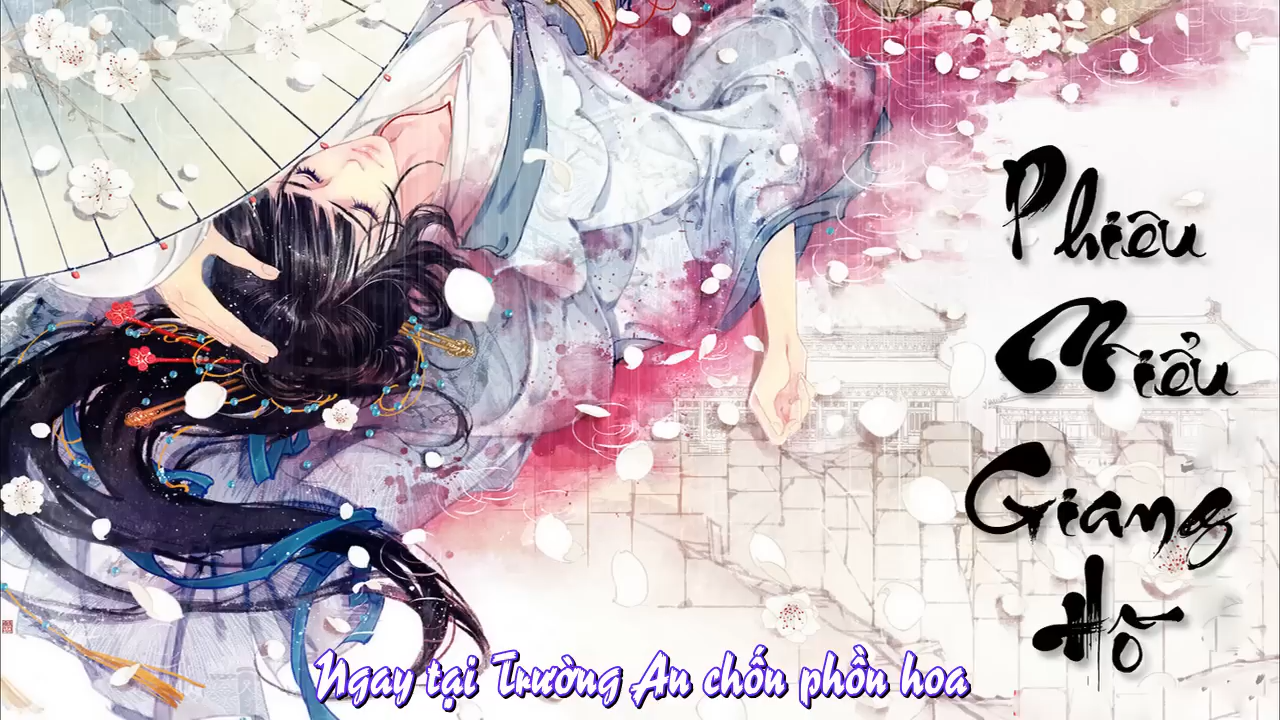 Phiêu
Miểu
Giang
Hồ
Ngay tại Trường An chốn phồn hoa